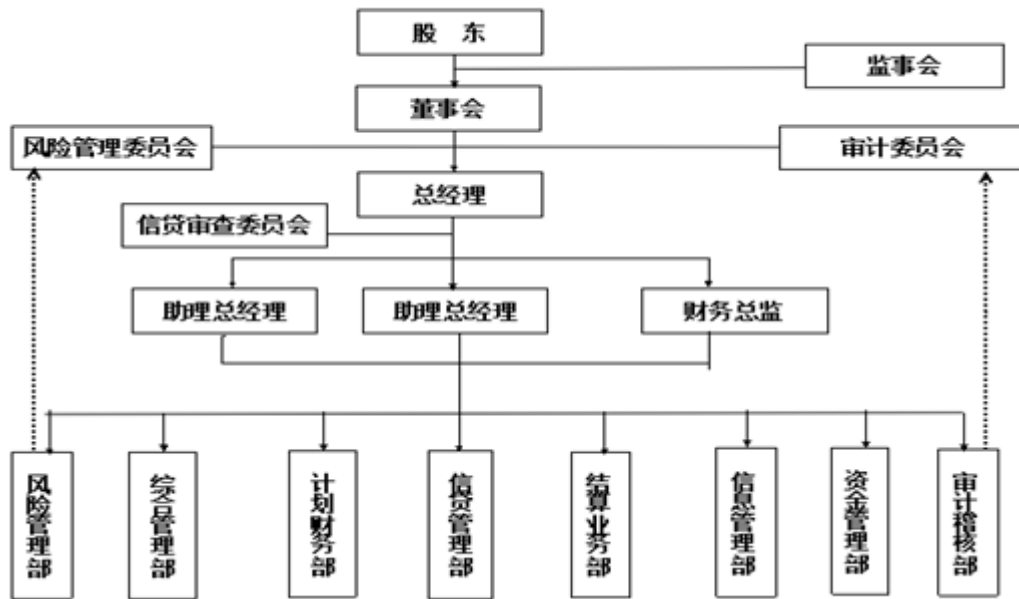 股 东
监事会
董事会
风险管理委员会
审计委员会
总经理
信贷审查委员会
助理总经理
助理总经理
财务总监
风险管理部
综合管理部
计划财务部
信贷管理部
结算业务部
信息管理部
资金管理部
审计稽核部